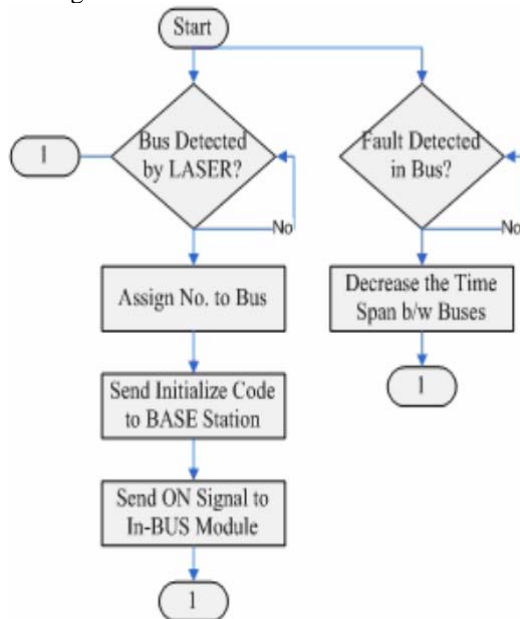 Start
Bus Detected
by LASER?
1
No
Assign No. to Bus
Send Initialize Code
to BASE Station
Send ON Signal to
In-BUS Module
1
Fault Detected
in Bus?
No
Decrease the Time
Span b/w Buses
1